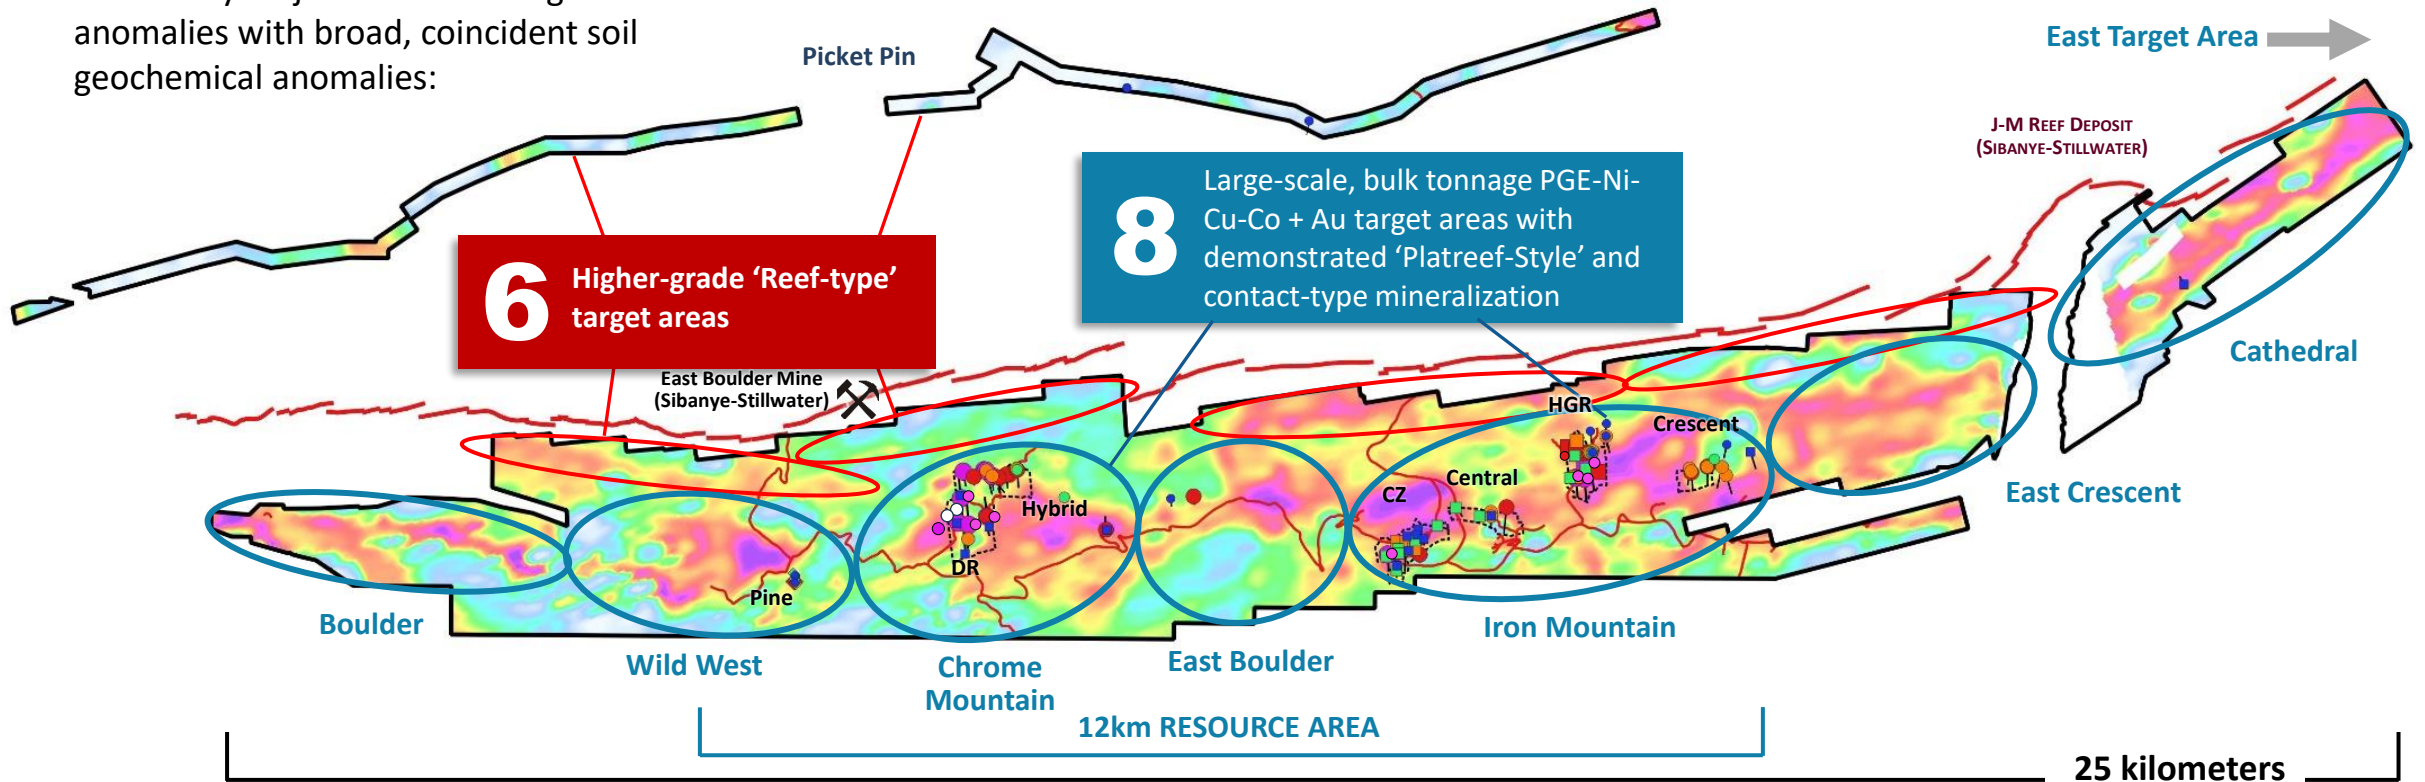 anomalies with broad, coincident soil
geochemical anomalies:
Picket Pin
East Target Area
J-M REEF DEPOSIT
(SIBANYE-STILLWATER)
8
Large-scale, bulk tonnage PGE-Ni-
Cu-Co + Au target areas with
demonstrated ‘Platreef-Style’ and
contact-type mineralization
6
Higher-grade ‘Reef-type’
target areas
East Boulder Mine
(Sibanye-Stillwater)
Cathedral
HGR
Crescent
Central
CZ
Hybrid
DR
Pine
East Crescent
Boulder
Wild West
Chrome
Mountain
East Boulder
Iron Mountain
12km RESOURCE AREA
25 kilometers